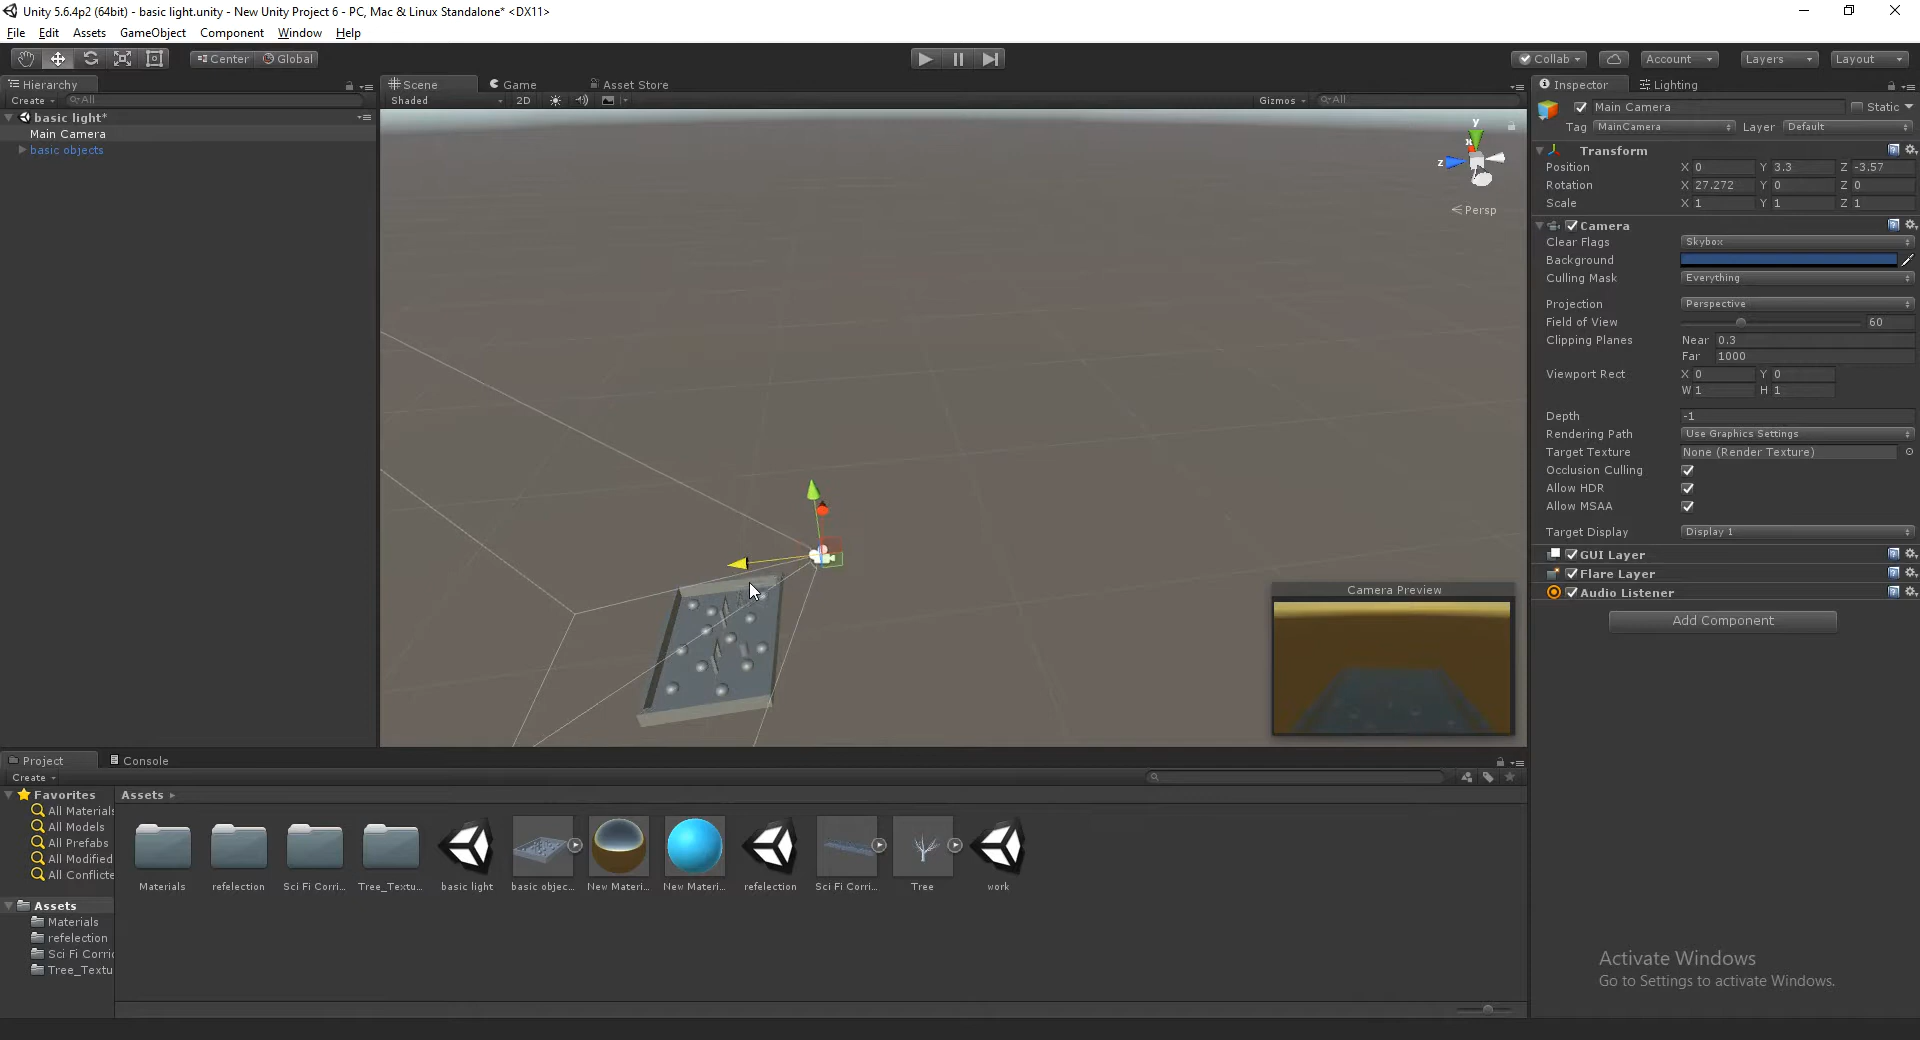 Unity 5.6.4p2 (64bit) - basic light.unity - New Unity Project 6 - PC, Mac & Linux Standalone* <DX11>
File Edit Assets GameObject Component Window Help
Center Global Collab Account Layers Layout
Hierarchy
Create All
basic light*
Main Camera
basic objects
Scene Game Asset Store
Shaded 2D Gizmos All
y
x
z
Persp
Camera Preview
Inspector Lighting
Main Camera Static
Tag MainCamera Layer Default
Transform
Position X 0 Y 3.3 Z -3.57
Rotation X 27.272 Y 0 Z 0
Scale X 1 Y 1 Z 1
Camera
Clear Flags Skybox
Background
Culling Mask Everything
Projection Perspective
Field of View 60
Clipping Planes Near 0.3
Far 1000
Viewport Rect X 0 Y 0
W 1 H 1
Depth -1
Rendering Path Use Graphics Settings
Target Texture None (Render Texture)
Occlusion Culling
Allow HDR
Allow MSAA
Target Display Display 1
GUI Layer
Flare Layer
Audio Listener
Add Component
Project Console
Create
Favorites
All Materials
All Models
All Prefabs
All Modified
All Conflicte
Assets
Materials
refelection
Sci Fi Corric
Tree_Textu
Assets
Materials refelection Sci Fi Corri... Tree_Textu... basic light basic objec... New Materi... New Materi... refelection Sci Fi Corri... Tree work
Activate Windows
Go to Settings to activate Windows.